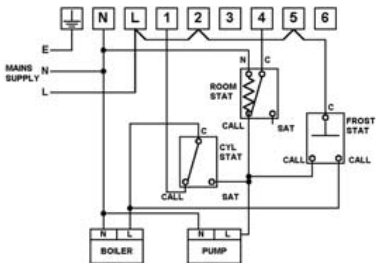 N L 1 2 3 4 5 6
E
MAINS SUPPLY N
L
N C
ROOM STAT
CALL SAT
C
FROST STAT
C
CYL STAT
CALL CALL
CALL SAT
N L N L
BOILER PUMP